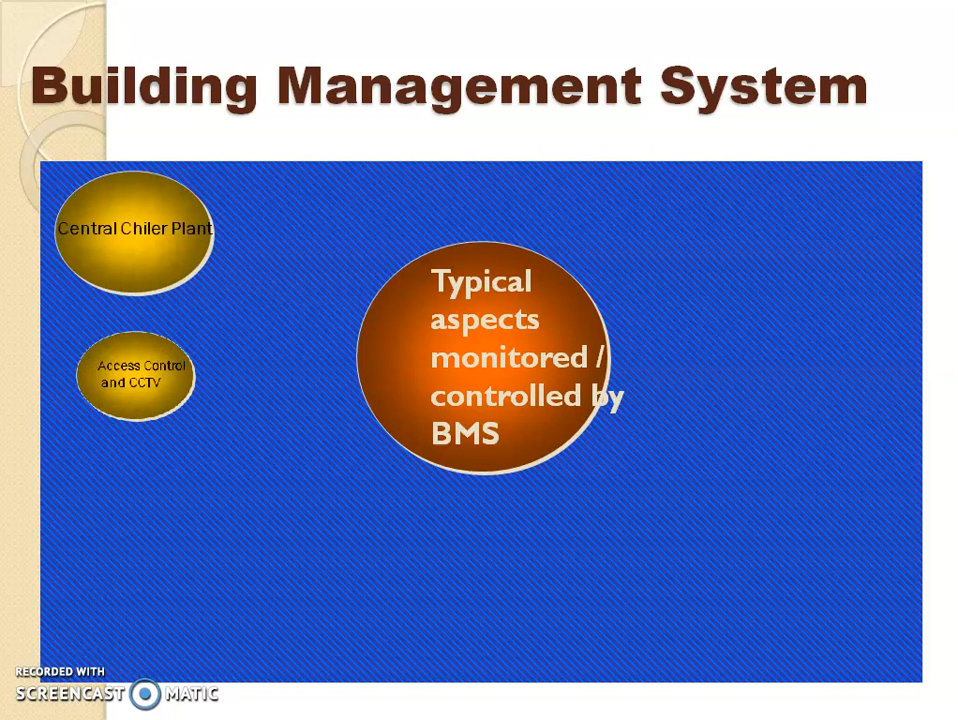 Building Management System
Central Chiler Plant
Typical
aspects
monitored /
controlled by
BMS
Access Control
and CCTV
RECORDED WITH
SCREENCAST MATIC